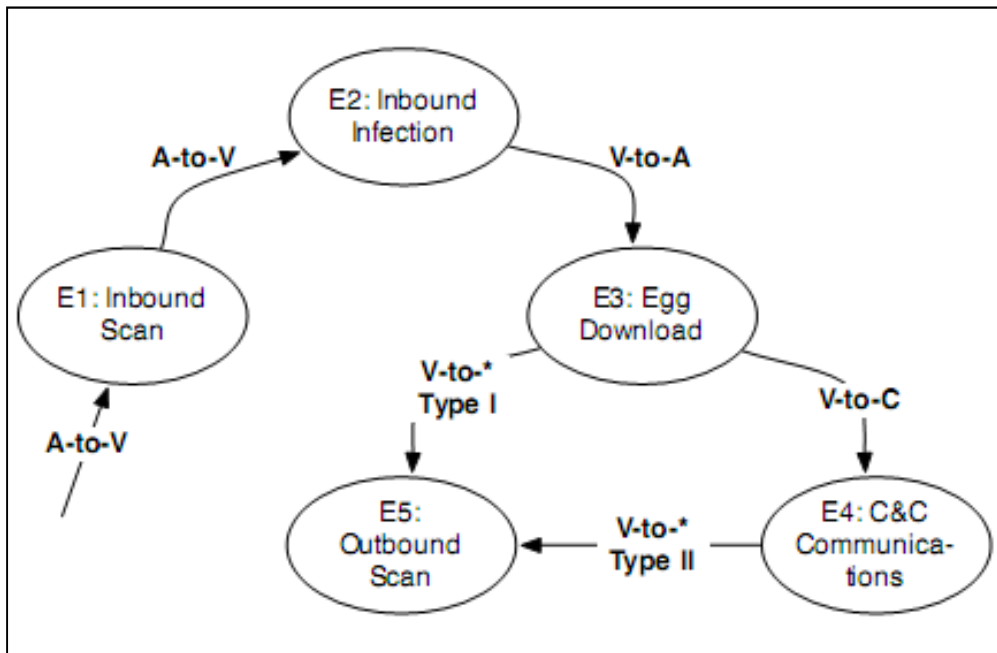 E2: Inbound
Infection
A-to-V
V-to-A
E1: Inbound
Scan
E3: Egg
Download
V-to-*
Type I
V-to-C
A-to-V
E5:
Outbound
Scan
V-to-*
Type II
E4: C&C
Communica-
tions